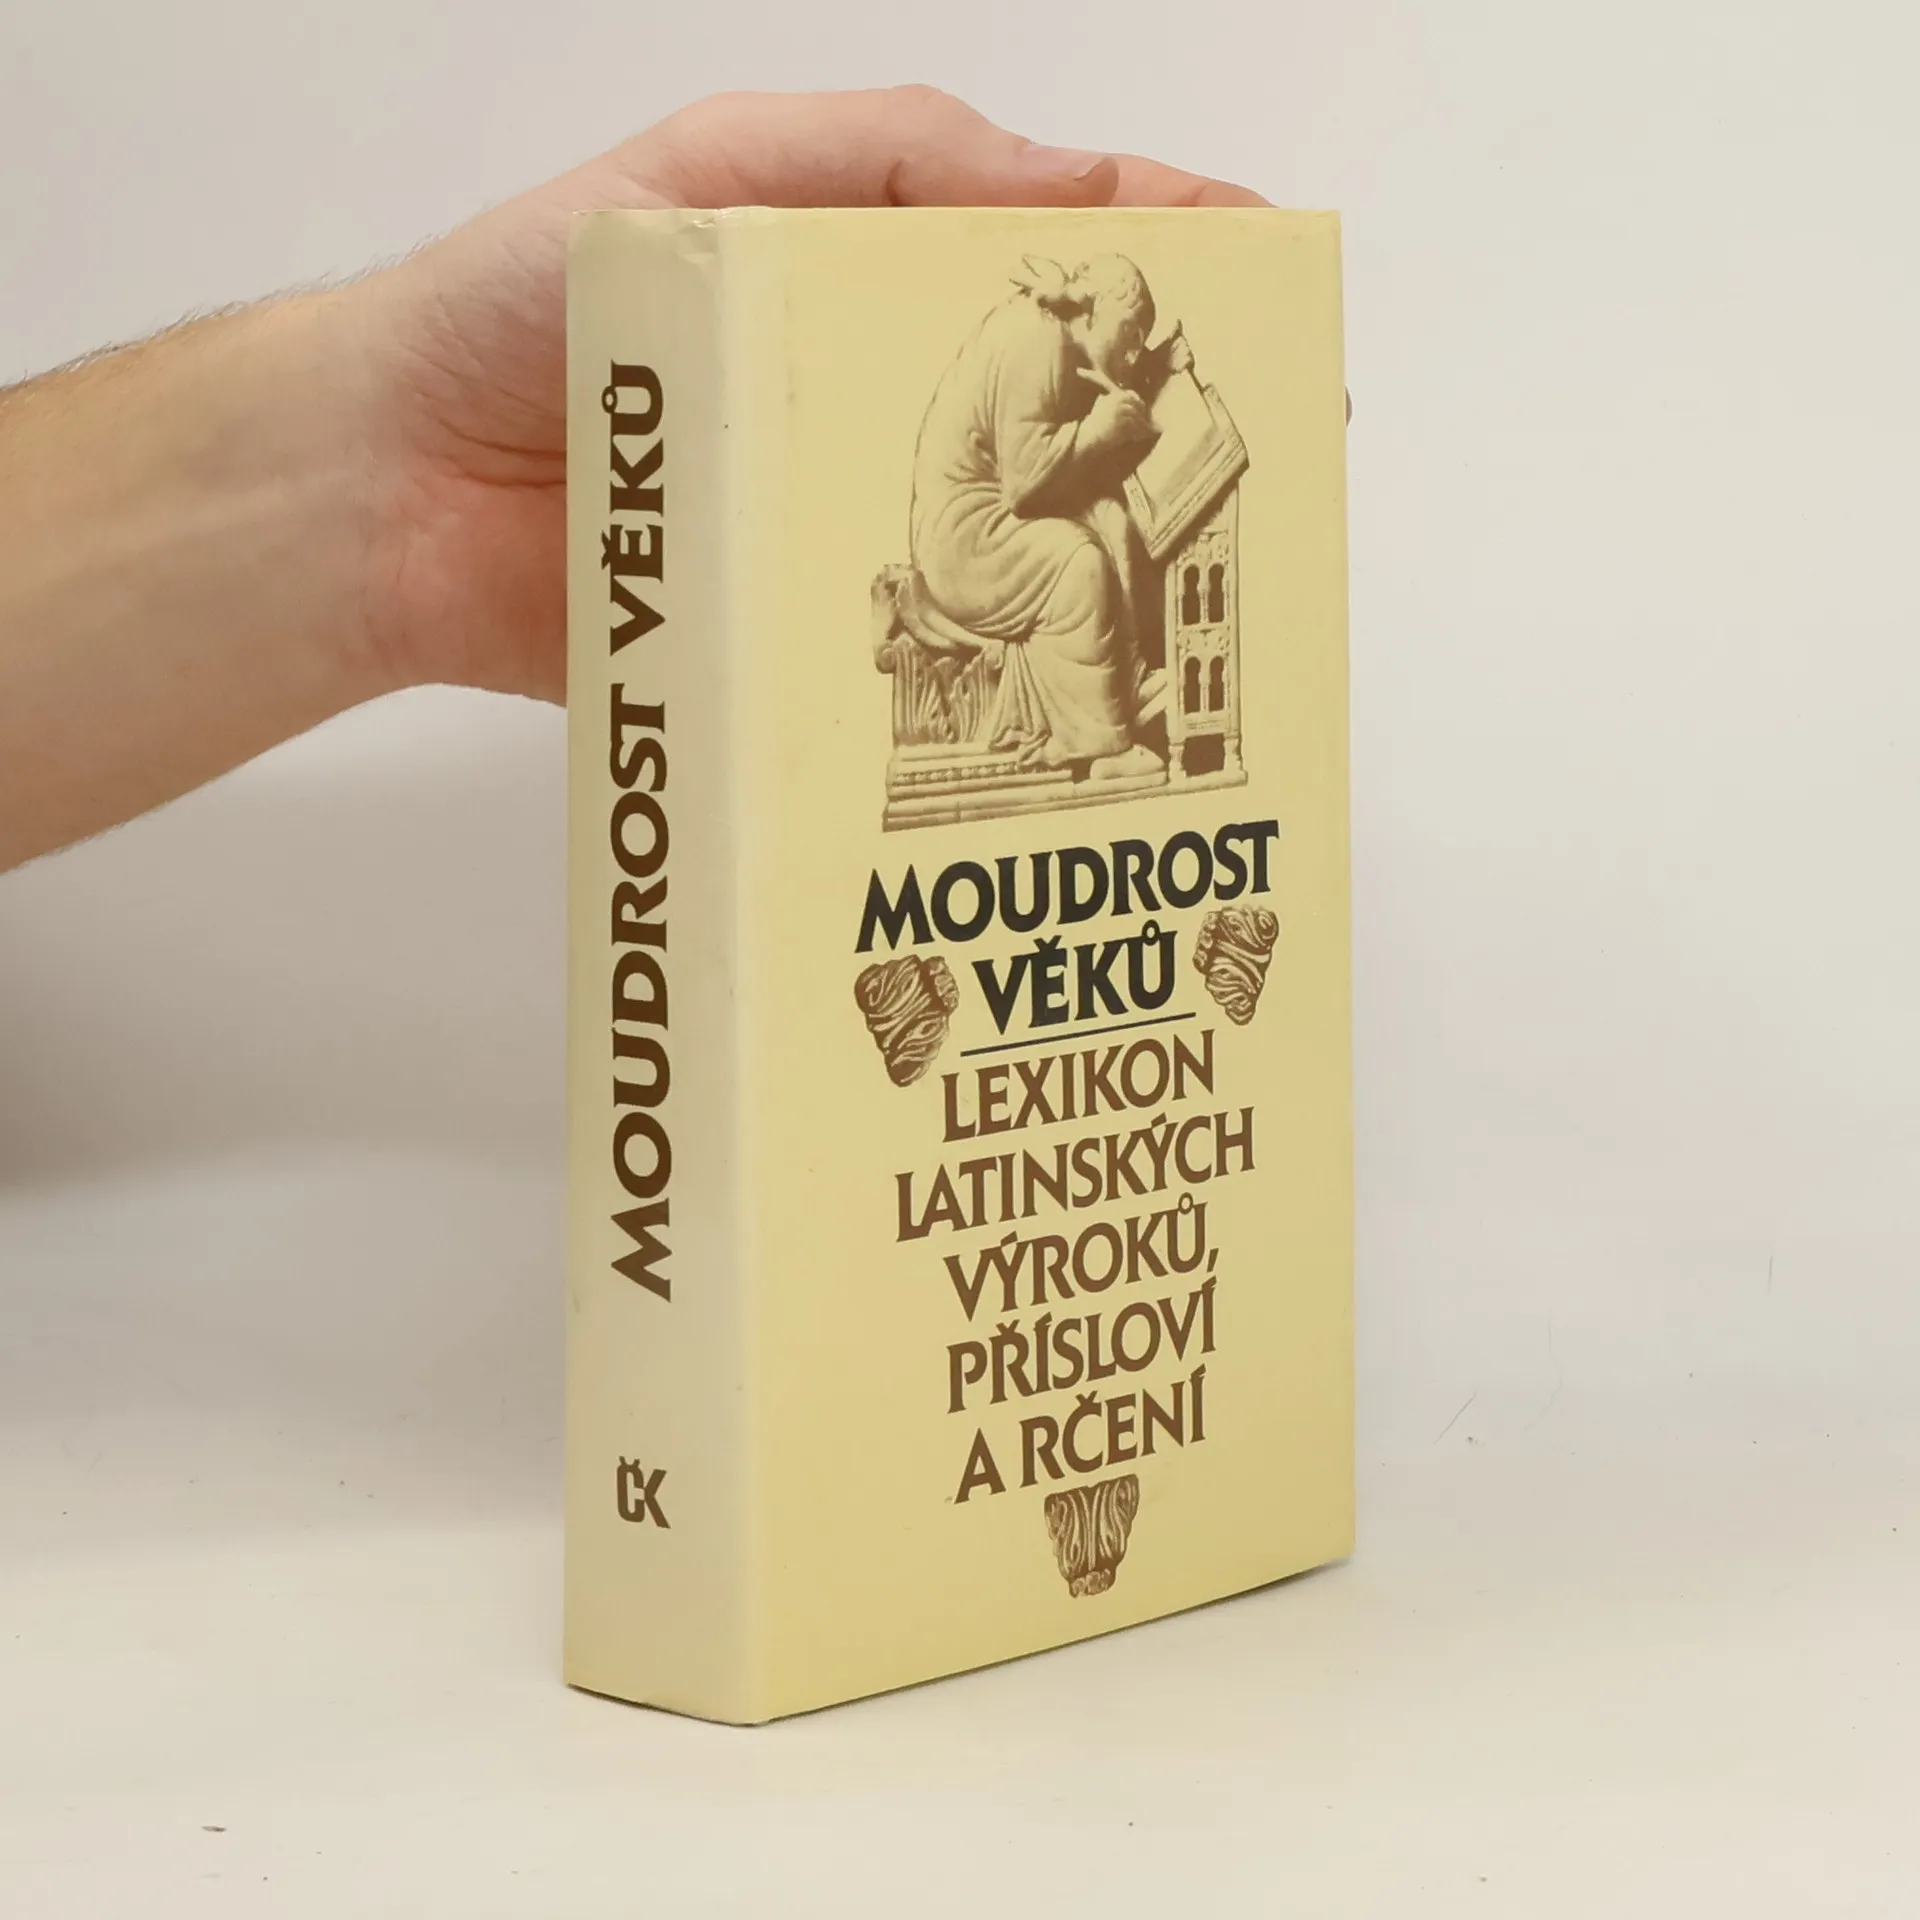 MOUDROST VĚKŮ
ČK
MOUDROST
VĚKŮ
LEXIKON
LATINSKÝCH
VÝROKŮ,
PŘÍSLOVÍ
A RČENÍ